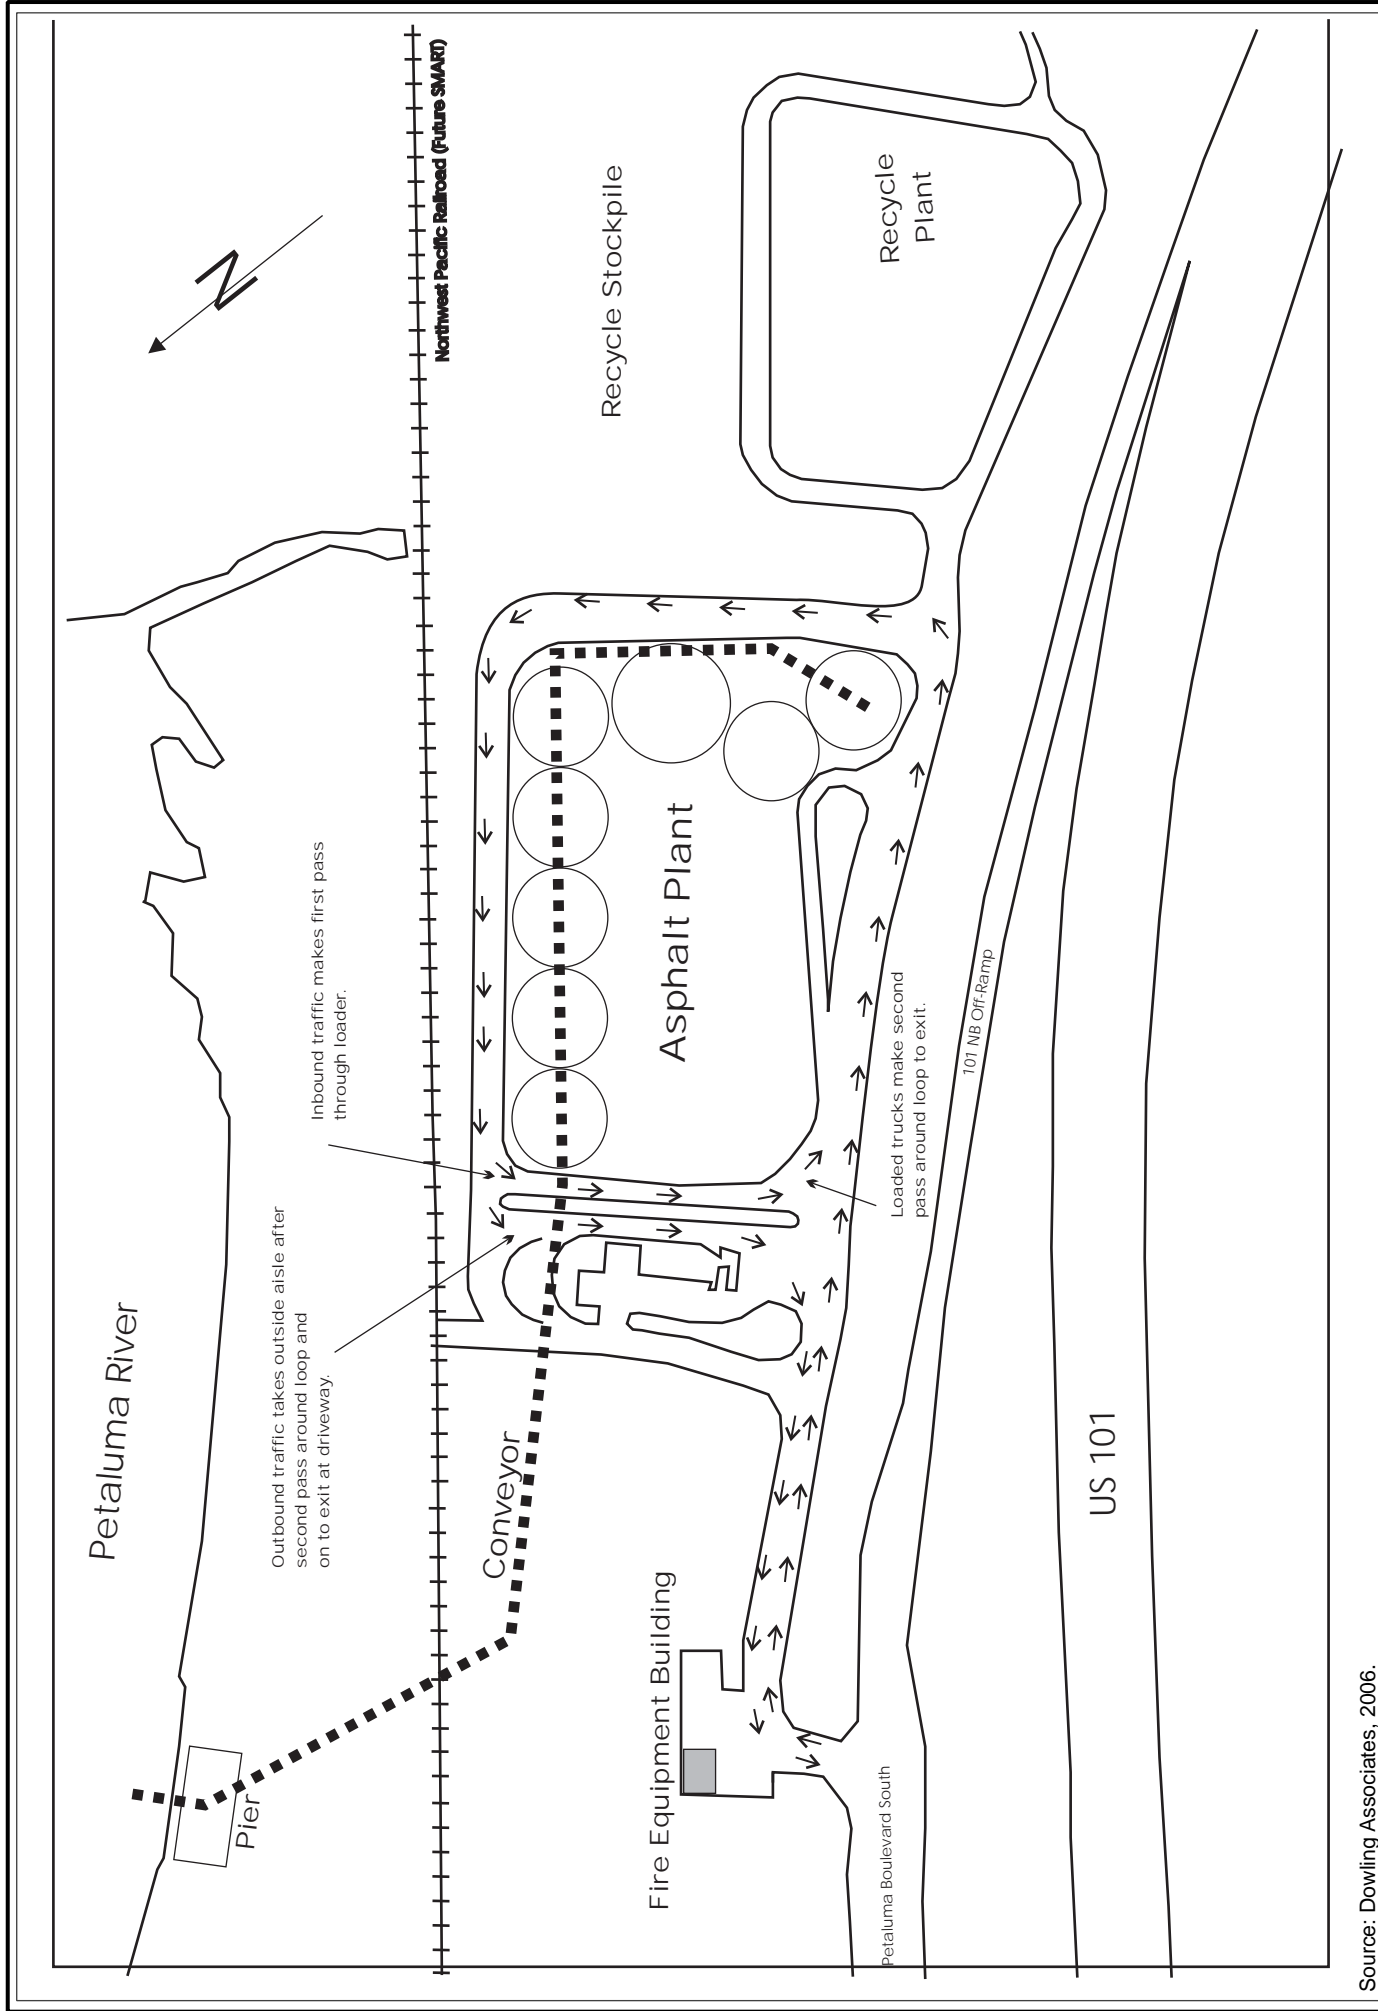 Petaluma River
Pier
N
Northwest Pacific Railroad (Future SMART)
Inbound traffic makes first pass
through loader.
Outbound traffic takes outside aisle after
second pass around loop and
on to exit at driveway.
Conveyor
Recycle Stockpile
Recycle
Plant
Asphalt Plant
Fire Equipment Building
Loaded trucks make second
pass around loop to exit.
101 NB Off-Ramp
Petaluma Boulevard South
US 101
Source: Dowling Associates, 2006.